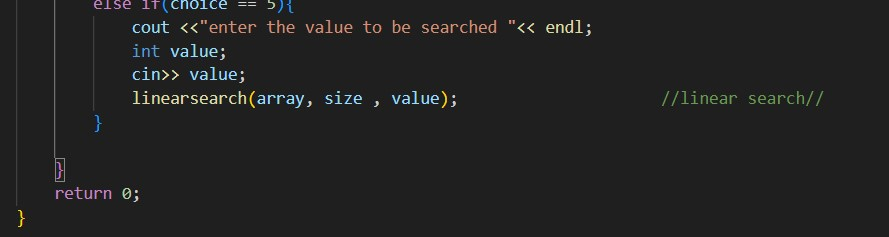 else if(choice == 5){
cout <<"enter the value to be searched "<< endl;
int value;
cin>> value;
linearsearch(array, size , value); //linear search//
}
}
return 0;
}